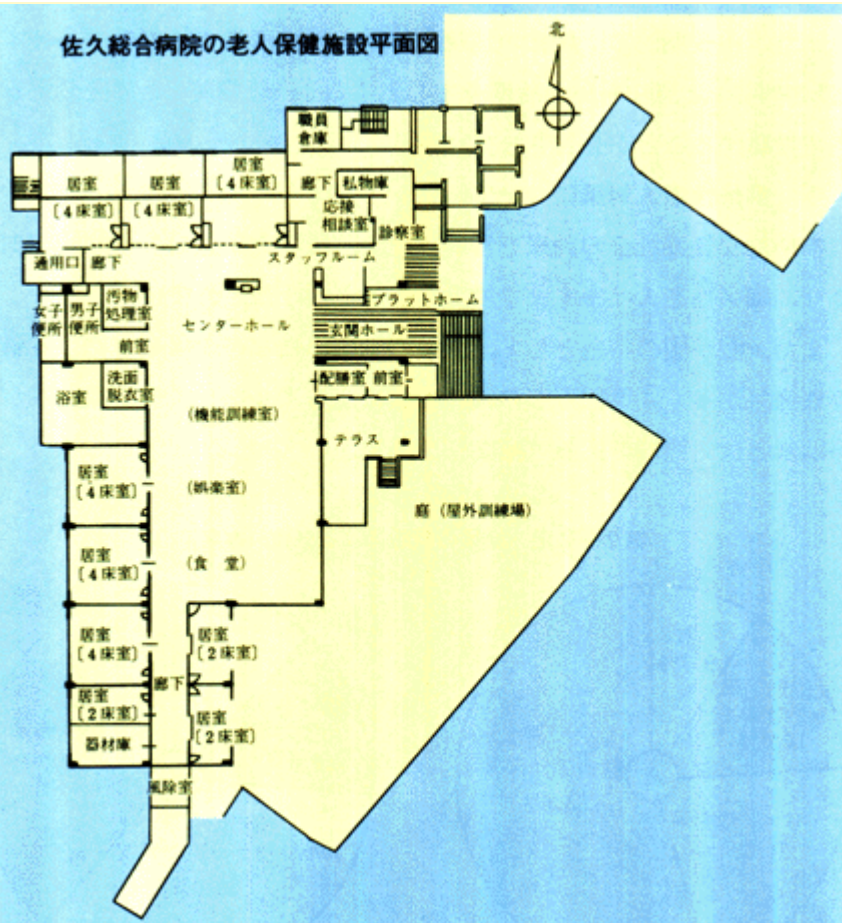 佐久総合病院の老人保健施設平面図
北
職員
倉庫
居室
〔4床室〕
居室
〔4床室〕
居室
〔4床室〕
廊下
私物庫
応接
相談室
診察室
スタッフルーム
通用口
廊下
プラットホーム
女子
便所
男子
便所
汚物
処理室
センターホール
玄関ホール
前室
配膳室
前室
浴室
洗面
脱衣室
(機能訓練室)
テラス
居室
〔4床室〕
(娯楽室)
庭(屋外訓練場)
居室
〔4床室〕
(食 堂)
居室
〔4床室〕
居室
〔2床室〕
廊下
居室
〔2床室〕
居室
〔2床室〕
器材庫
風除室